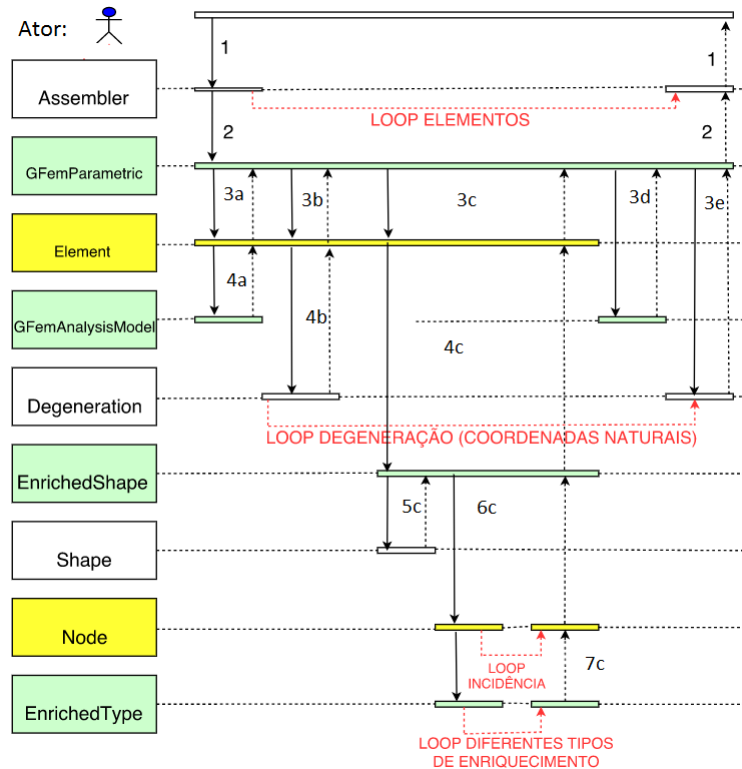 Ator:
1
1
Assembler
LOOP ELEMENTOS
2
2
GFemParametric
3a
3b
3c
3d
3e
Element
4a
4b
GFemAnalysisModel
4c
Degeneration
LOOP DEGENERAÇÃO (COORDENADAS NATURAIS)
EnrichedShape
5c
6c
Shape
Node
LOOP
INCIDÊNCIA
7c
EnrichedType
LOOP DIFERENTES TIPOS
DE ENRIQUECIMENTO